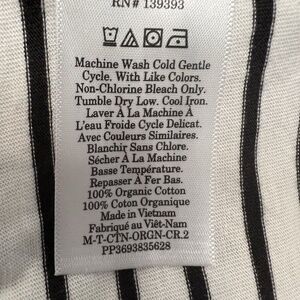 RN# 139393
Machine Wash Cold Gentle
Cycle. With Like Colors.
Non-Chlorine Bleach Only.
Tumble Dry Low. Cool Iron.
Laver À La Machine À
L'eau Froide Cycle Delicat.
Avec Couleurs Similaires.
Blanchir Sans Chlore.
Sécher À La Machine
Basse Température.
Repasser À Fer Bas.
100% Organic Cotton
100% Coton Organique
Made in Vietnam
Fabriqué au Viêt-Nam
M-T-CTN-ORGN-CR.2
PP3693835628